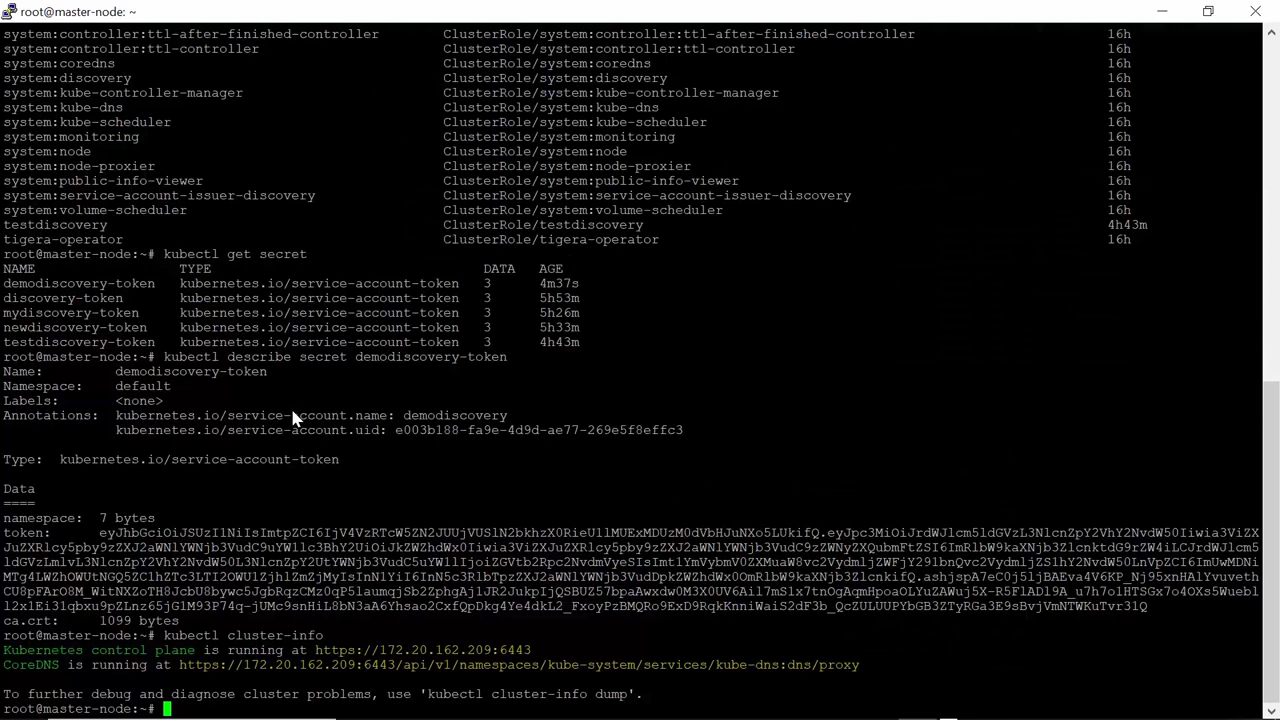 root@master-node: ~
system:controller:ttl-after-finished-controller ClusterRole/system:controller:ttl-after-finished-controller 16h
system:controller:ttl-controller ClusterRole/system:controller:ttl-controller 16h
system:coredns ClusterRole/system:coredns 16h
system:discovery ClusterRole/system:discovery 16h
system:kube-controller-manager ClusterRole/system:kube-controller-manager 16h
system:kube-dns ClusterRole/system:kube-dns 16h
system:kube-scheduler ClusterRole/system:kube-scheduler 16h
system:monitoring ClusterRole/system:monitoring 16h
system:node ClusterRole/system:node 16h
system:node-proxier ClusterRole/system:node-proxier 16h
system:public-info-viewer ClusterRole/system:public-info-viewer 16h
system:service-account-issuer-discovery ClusterRole/system:service-account-issuer-discovery 16h
system:volume-scheduler ClusterRole/system:volume-scheduler 16h
testdiscovery ClusterRole/testdiscovery 4h43m
tigera-operator ClusterRole/tigera-operator 16h
root@master-node:~# kubectl get secret
NAME TYPE DATA AGE
demodiscovery-token kubernetes.io/service-account-token 3 4m37s
discovery-token kubernetes.io/service-account-token 3 5h53m
mydiscovery-token kubernetes.io/service-account-token 3 5h26m
newdiscovery-token kubernetes.io/service-account-token 3 5h33m
testdiscovery-token kubernetes.io/service-account-token 3 4h43m
root@master-node:~# kubectl describe secret demodiscovery-token
Name: demodiscovery-token
Namespace: default
Labels: <none>
Annotations: kubernetes.io/service-account.name: demodiscovery
kubernetes.io/service-account.uid: e003b188-fa9e-4d9d-ae77-269e5f8effc3
Type: kubernetes.io/service-account-token
Data
====
namespace: 7 bytes
token:
ca.crt: 1099 bytes
root@master-node:~# kubectl cluster-info
Kubernetes control plane is running at https://172.20.162.209:6443
CoreDNS is running at https://172.20.162.209:6443/api/v1/namespaces/kube-system/services/kube-dns:dns/proxy
To further debug and diagnose cluster problems, use 'kubectl cluster-info dump'.
root@master-node:~#